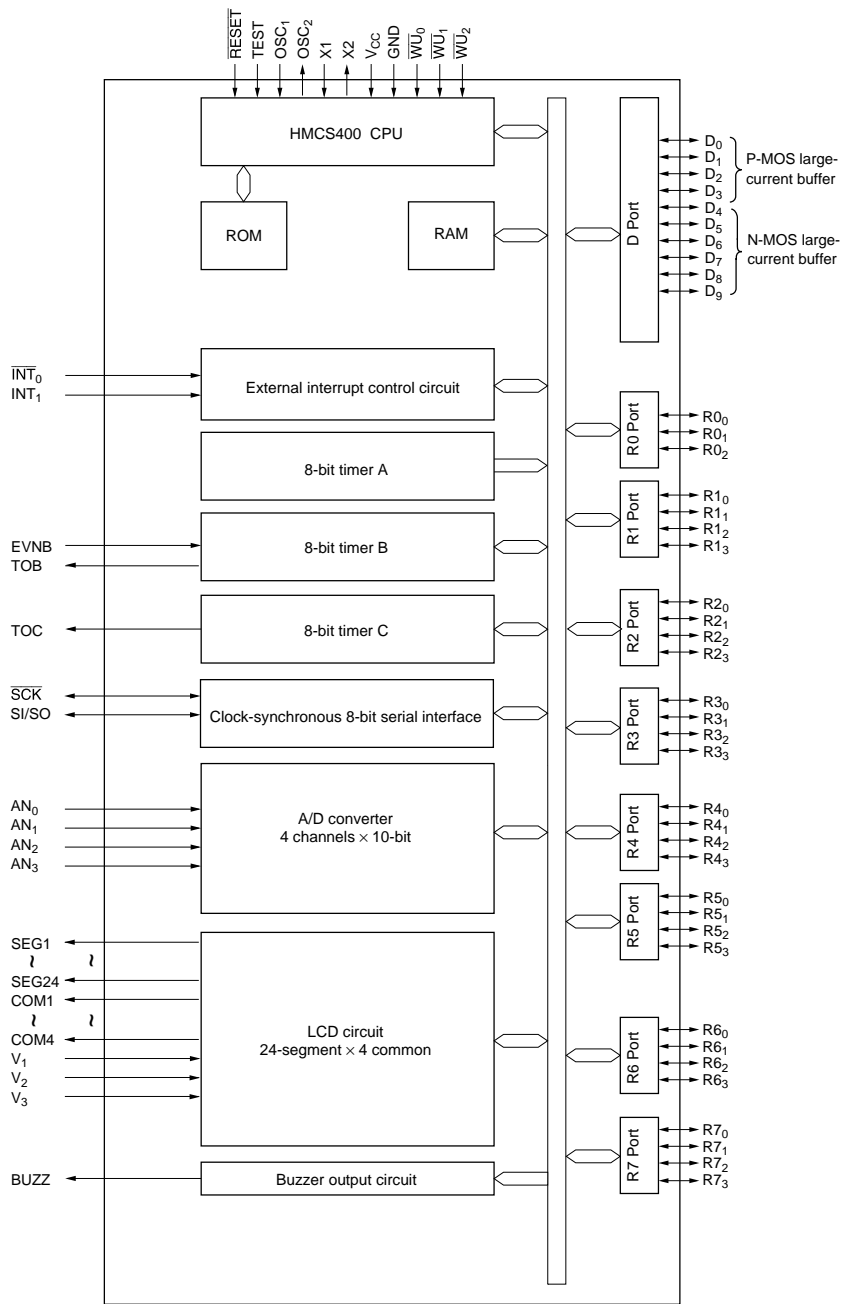 RESET
TEST
OSC₁
OSC₂
X1
X2
VCC
GND
WU₀
WU₁
WU₂
HMCS400 CPU
ROM
RAM
D Port
D₀
D₁
D₂
D₃
D₄
D₅
D₆
D₇
D₈
D₉
P-MOS large-
current buffer
N-MOS large-
current buffer
INT₀
INT₁
External interrupt control circuit
8-bit timer A
EVNB
TOB
8-bit timer B
TOC
8-bit timer C
SCK
SI/SO
Clock-synchronous 8-bit serial interface
AN₀
AN₁
AN₂
AN₃
A/D converter
4 channels × 10-bit
SEG1
~ ~
SEG24
COM1
~ ~
COM4
V₁
V₂
V₃
LCD circuit
24-segment × 4 common
BUZZ
Buzzer output circuit
R0 Port
R0₀
R0₁
R0₂
R1 Port
R1₀
R1₁
R1₂
R1₃
R2 Port
R2₀
R2₁
R2₂
R2₃
R3 Port
R3₀
R3₁
R3₂
R3₃
R4 Port
R4₀
R4₁
R4₂
R4₃
R5 Port
R5₀
R5₁
R5₂
R5₃
R6 Port
R6₀
R6₁
R6₂
R6₃
R7 Port
R7₀
R7₁
R7₂
R7₃